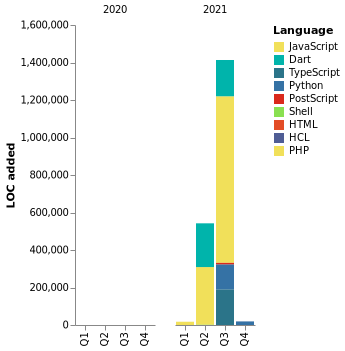 2020
2021
Language
JavaScript
Dart
TypeScript
Python
PostScript
Shell
HTML
HCL
PHP
LOC added
1,600,000
1,400,000
1,200,000
1,000,000
800,000
600,000
400,000
200,000
0
Q1
Q2
Q3
Q4
Q1
Q2
Q3
Q4